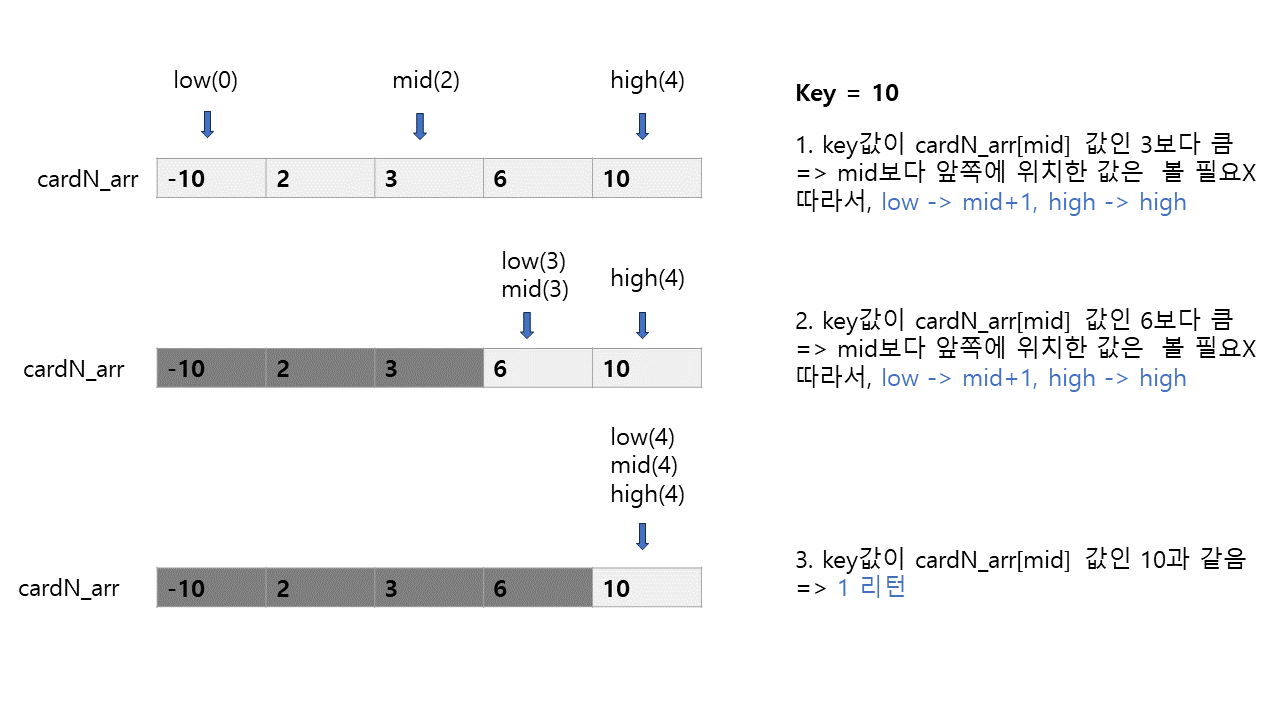 low(0) mid(2) high(4)
cardN_arr -10 2 3 6 10
Key = 10
1. key값이 cardN_arr[mid] 값인 3보다 큼
=> mid보다 앞쪽에 위치한 값은 볼 필요X
따라서, low -> mid+1, high -> high
low(3)
mid(3)
high(4)
cardN_arr -10 2 3 6 10
2. key값이 cardN_arr[mid] 값인 6보다 큼
=> mid보다 앞쪽에 위치한 값은 볼 필요X
따라서, low -> mid+1, high -> high
low(4)
mid(4)
high(4)
cardN_arr -10 2 3 6 10
3. key값이 cardN_arr[mid] 값인 10과 같음
=> 1 리턴